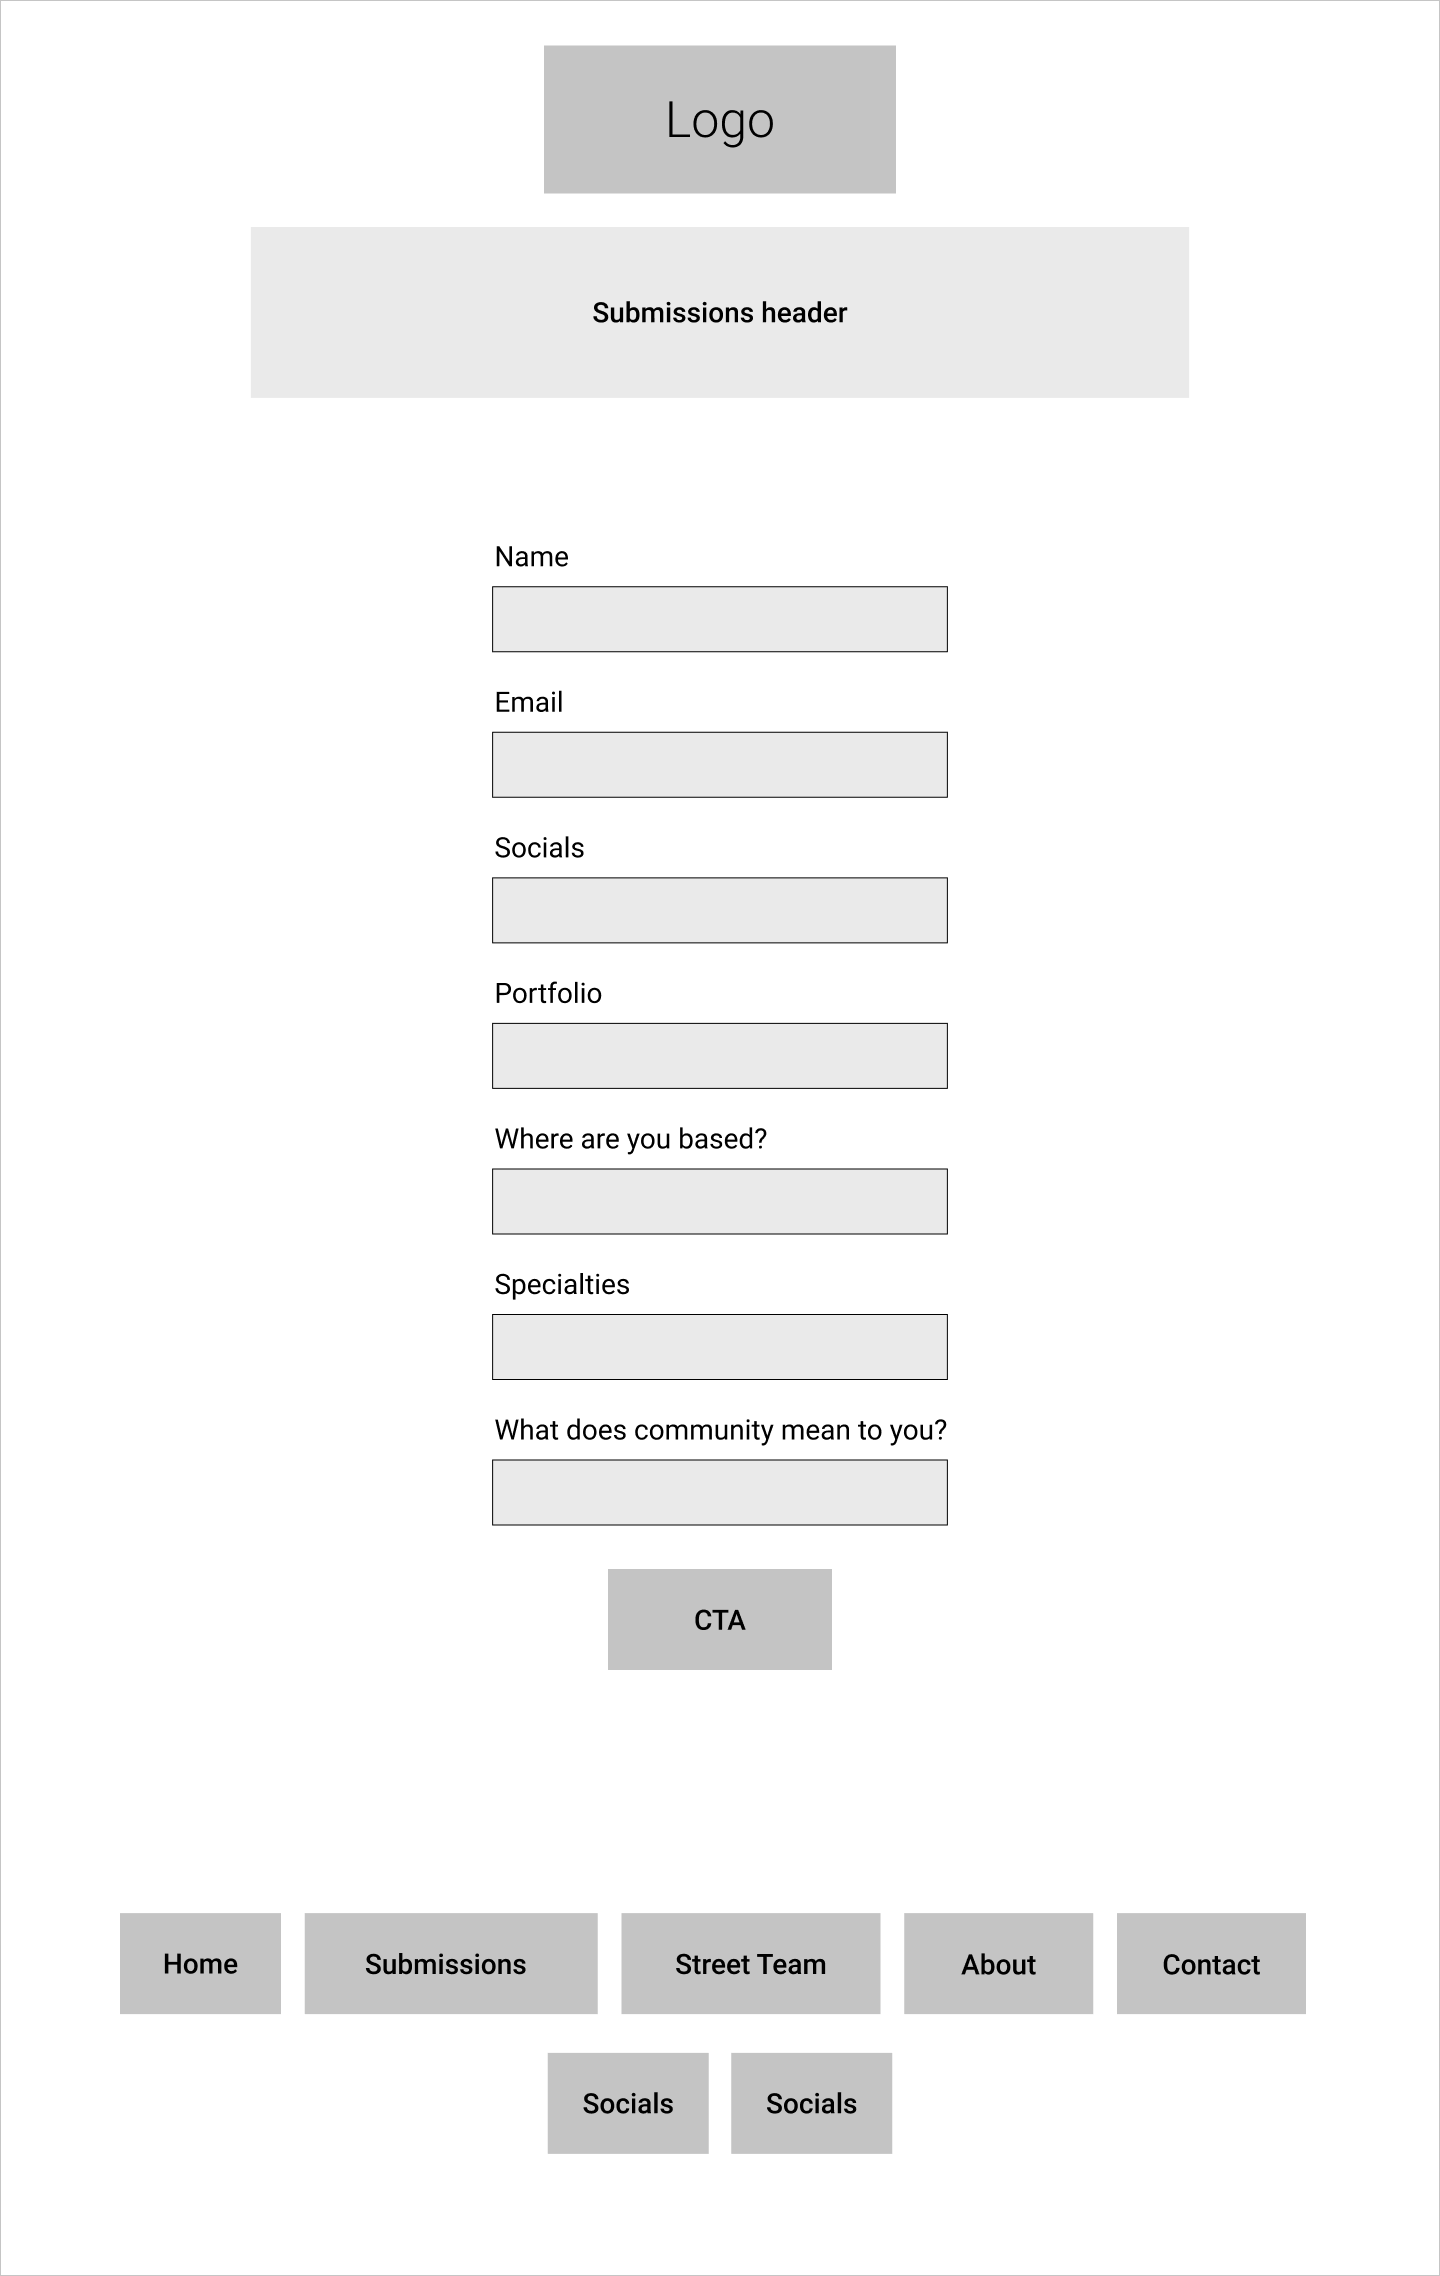 Logo
Submissions header
Name
Email
Socials
Portfolio
Where are you based?
Specialties
What does community mean to you?
CTA
Home Submissions Street Team About Contact
Socials Socials